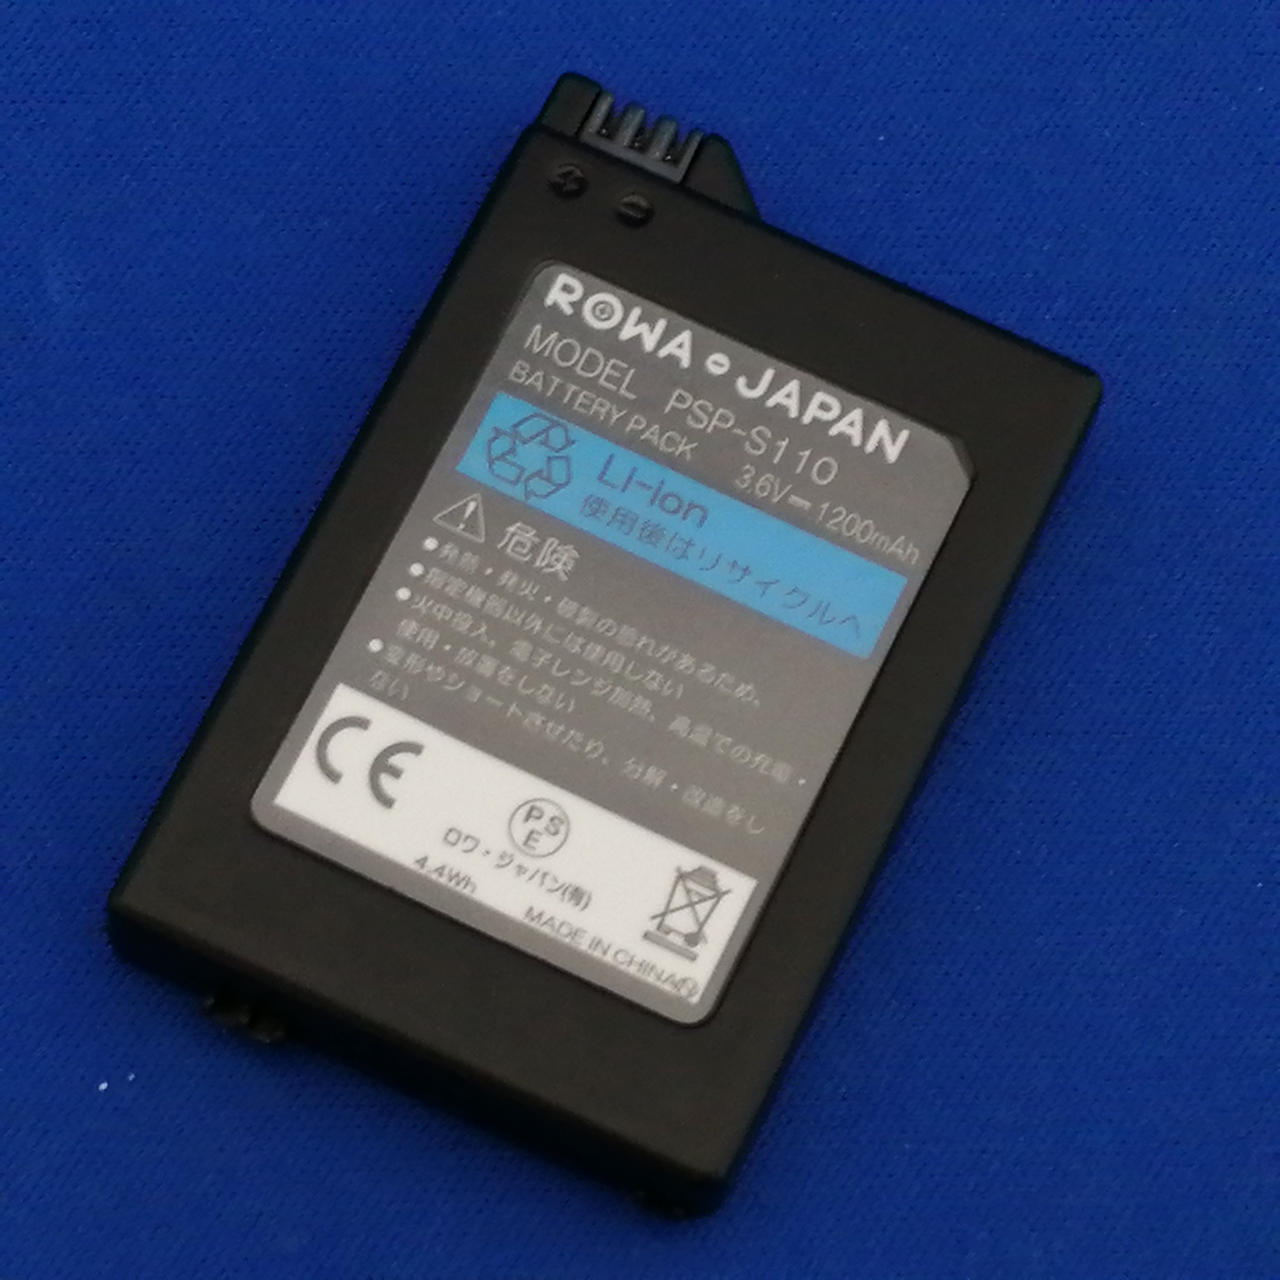 ROWA・JAPAN
MODEL PSP-S110
BATTERY PACK 3.6V⎓1200mAh
Li-ion
使用後はリサイクルへ
危険
●発熱・発火・破裂の恐れがあるため、
●指定機器以外には使用しない
●火中投入、電子レンジ加熱、高温での充電・
使用・放置をしない
●変形やショートさせたり、分解・改造をし
ない
CE
PSE
ロワ・ジャパン(有)
4.4Wh
MADE IN CHINA